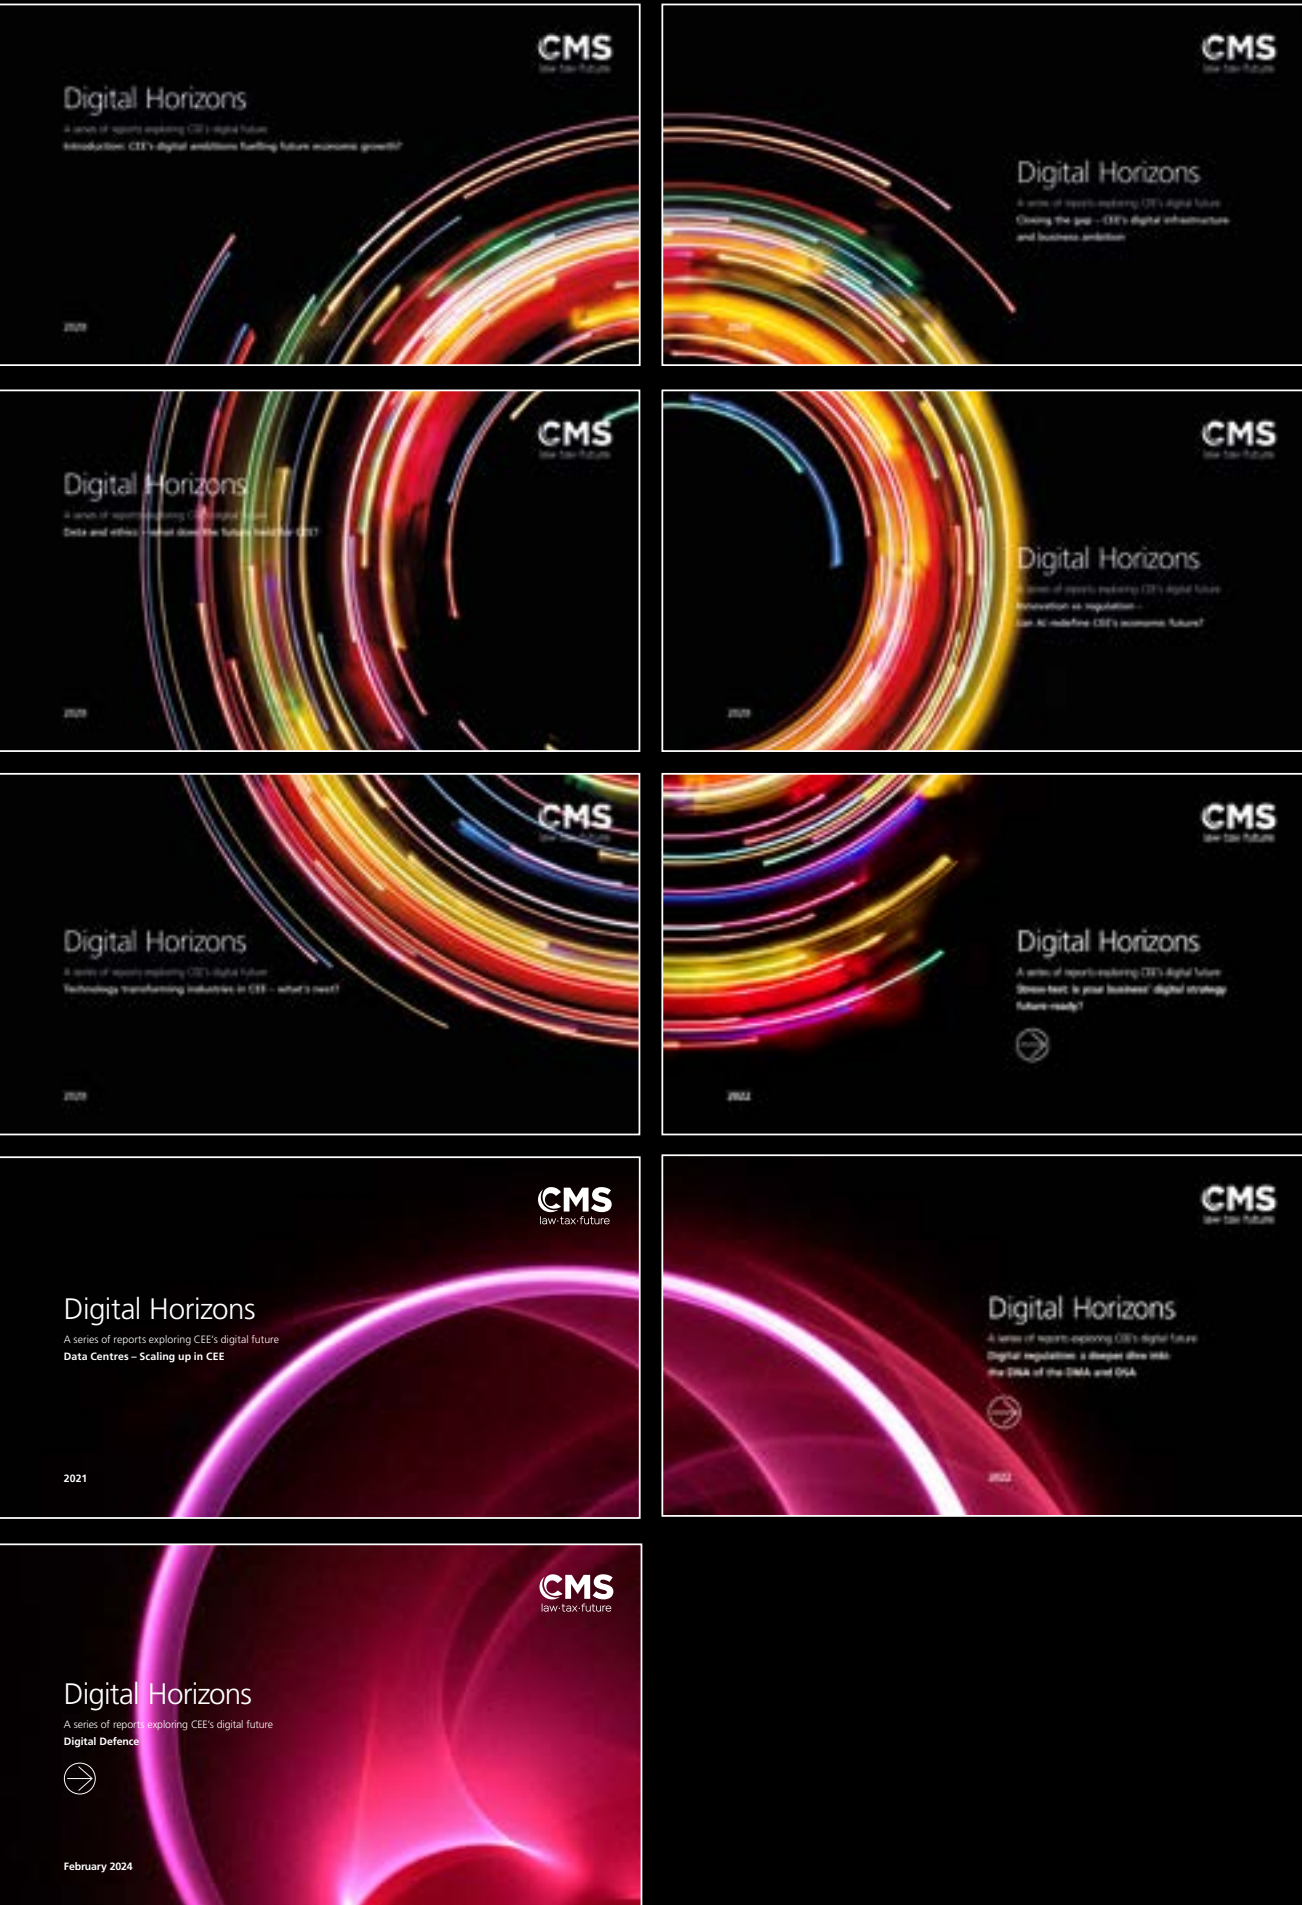 CMS
law·tax·future
Digital Horizons
A series of reports exploring CEE's digital future
Introduction: CEE's digital ambitions fuelling future economic growth?
2020
CMS
law·tax·future
Digital Horizons
A series of reports exploring CEE's digital future
Closing the gap – CEE's digital infrastructure
and business ambition
2020
CMS
law·tax·future
Digital Horizons
A series of reports exploring CEE's digital future
Data and ethics – what does the future hold for CEE?
2020
CMS
law·tax·future
Digital Horizons
A series of reports exploring CEE's digital future
Innovation vs regulation –
can AI redefine CEE's economic future?
2020
CMS
law·tax·future
Digital Horizons
A series of reports exploring CEE's digital future
Technology transforming industries in CEE – what's next?
2020
CMS
law·tax·future
Digital Horizons
A series of reports exploring CEE's digital future
Stress-test: is your business' digital strategy
future-ready?
2022
CMS
law·tax·future
Digital Horizons
A series of reports exploring CEE's digital future
Data Centres – Scaling up in CEE
2021
CMS
law·tax·future
Digital Horizons
A series of reports exploring CEE's digital future
Digital regulation: a deeper dive into
the DNA of the DMA and DSA
2022
CMS
law·tax·future
Digital Horizons
A series of reports exploring CEE's digital future
Digital Defence
February 2024